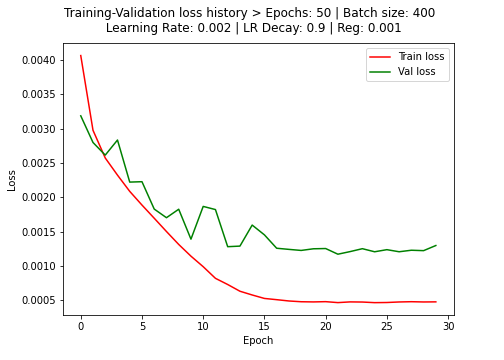 Training-Validation loss history > Epochs: 50 | Batch size: 400
Learning Rate: 0.002 | LR Decay: 0.9 | Reg: 0.001
Train loss
Val loss
0.0040
0.0035
0.0030
0.0025
0.0020
0.0015
0.0010
0.0005
Loss
0 5 10 15 20 25 30
Epoch